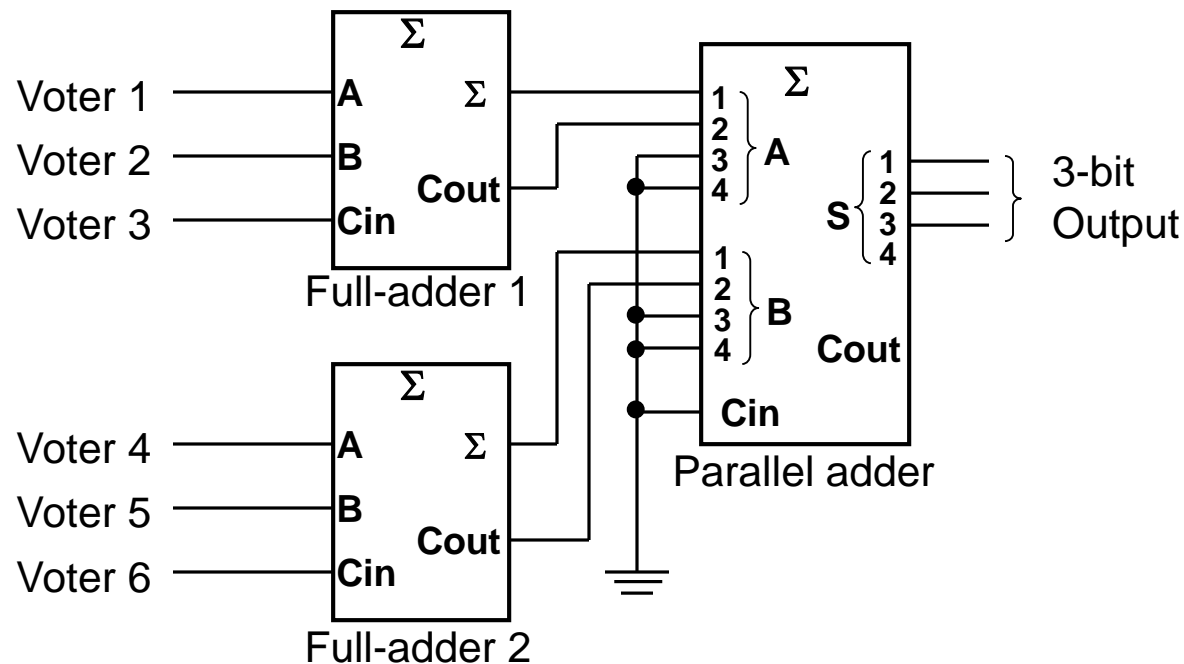 Σ
Voter 1 A Σ
Voter 2 B
Cout
Voter 3 Cin
Full-adder 1
Σ
Voter 4 A Σ
Voter 5 B
Cout
Voter 6 Cin
Full-adder 2
Σ
1
2
3
4
A
1
2
3
4
B
Cin
S
1
2
3
4
Cout
Parallel adder
3-bit
Output